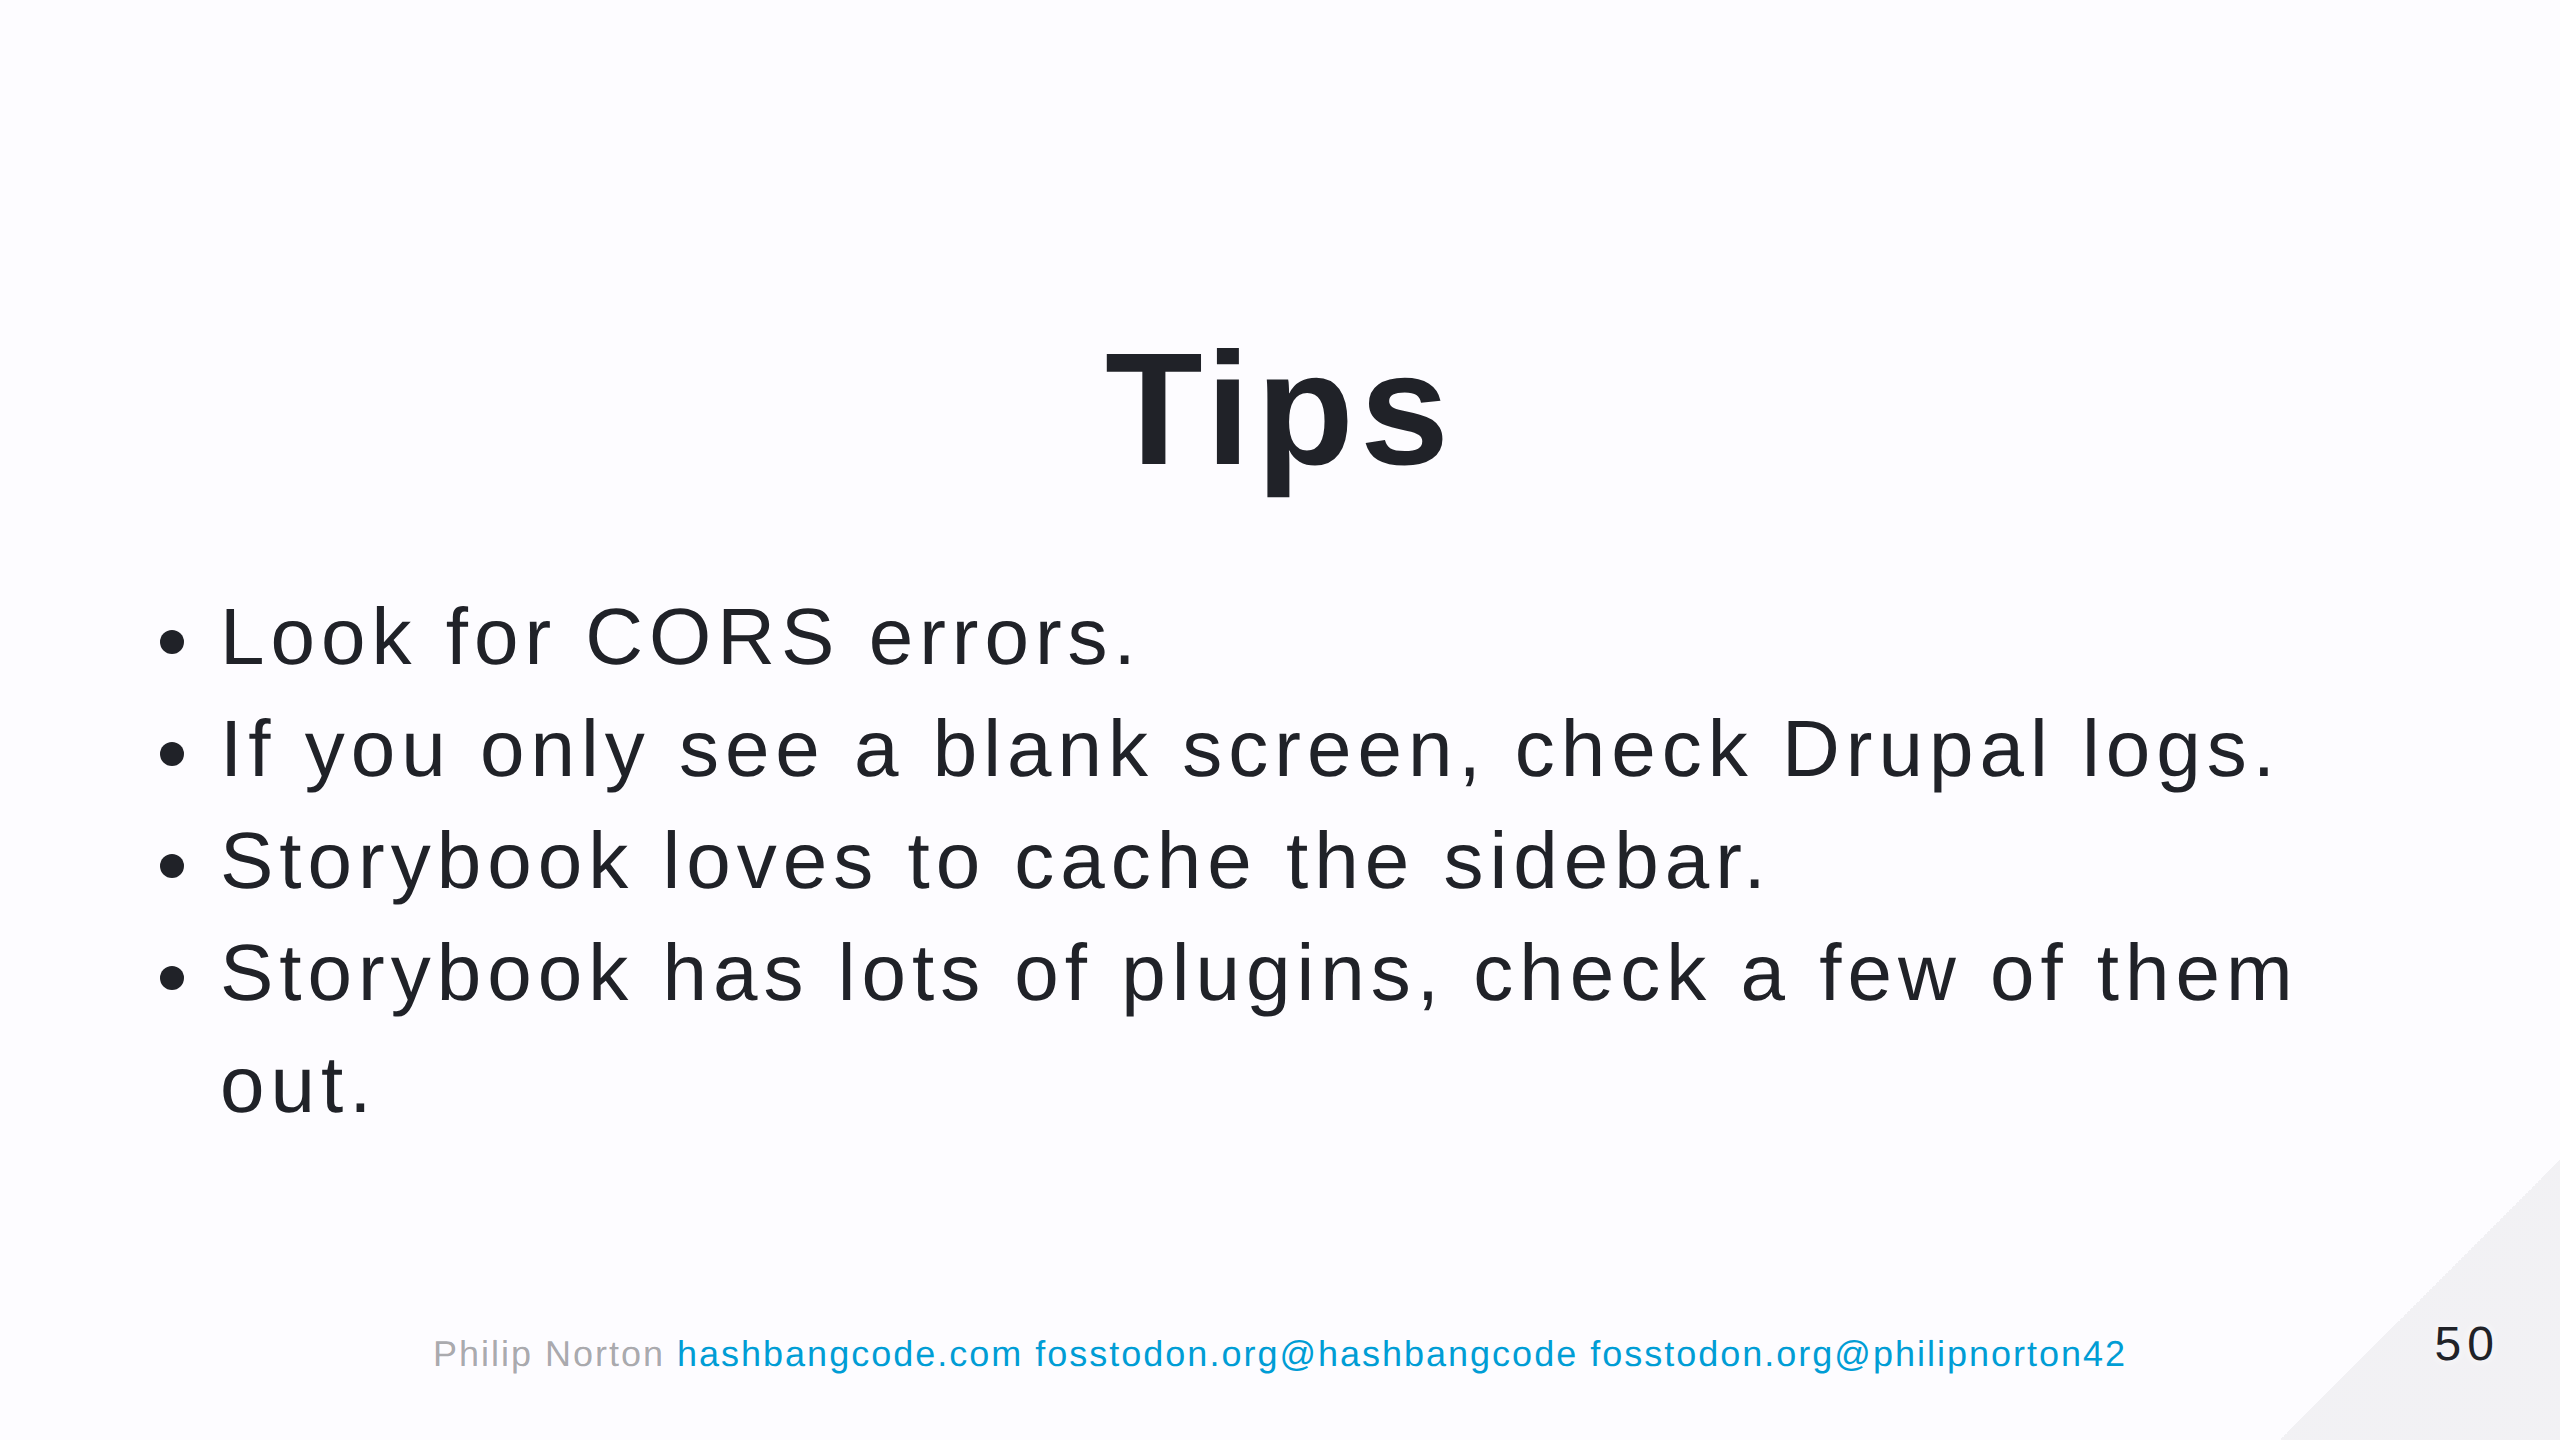 Tips
• Look for CORS errors.
• If you only see a blank screen, check Drupal logs.
• Storybook loves to cache the sidebar.
• Storybook has lots of plugins, check a few of them
out.
Philip Norton hashbangcode.com fosstodon.org@hashbangcode fosstodon.org@philipnorton42
50